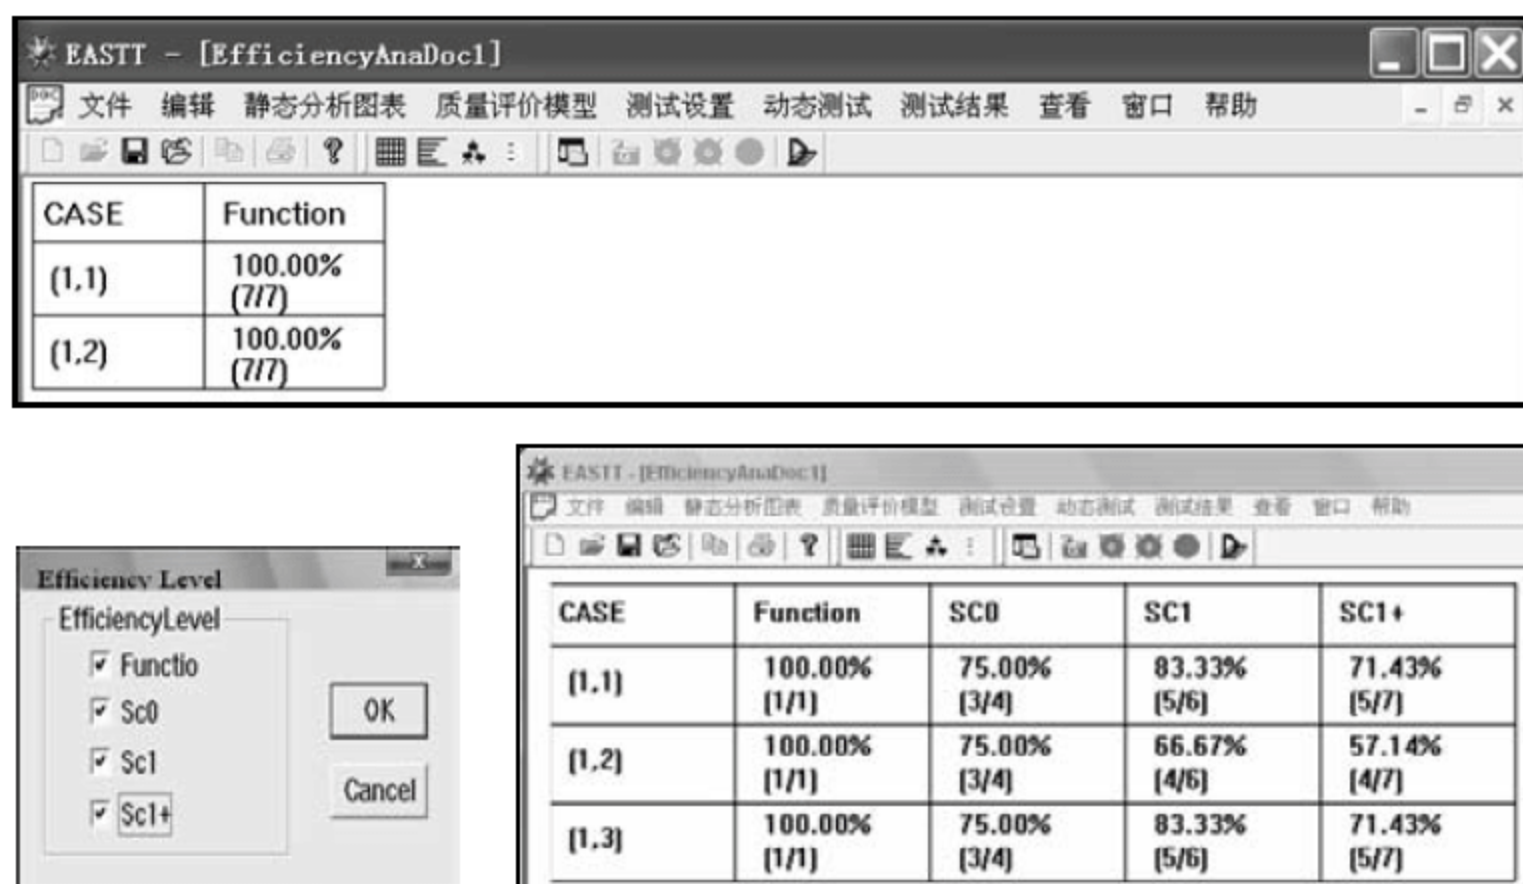 EASTT - [EfficiencyAnaDoc1]
文件 编辑 静态分析图表 质量评价模型 测试设置 动态测试 测试结果 查看 窗口 帮助
CASE Function
(1,1) 100.00%
(7/7)
(1,2) 100.00%
(7/7)
Efficiency Level
EfficiencyLevel
Functio
Sc0
Sc1
Sc1+
OK
Cancel
EASTT - [EfficiencyAnaDoc1]
文件 编辑 静态分析图表 质量评价模型 测试设置 动态测试 测试结果 查看 窗口 帮助
CASE Function SC0 SC1 SC1+
(1,1) 100.00% 75.00% 83.33% 71.43%
(1/1) (3/4) (5/6) (5/7)
(1,2) 100.00% 75.00% 66.67% 57.14%
(1/1) (3/4) (4/6) (4/7)
(1,3) 100.00% 75.00% 83.33% 71.43%
(1/1) (3/4) (5/6) (5/7)